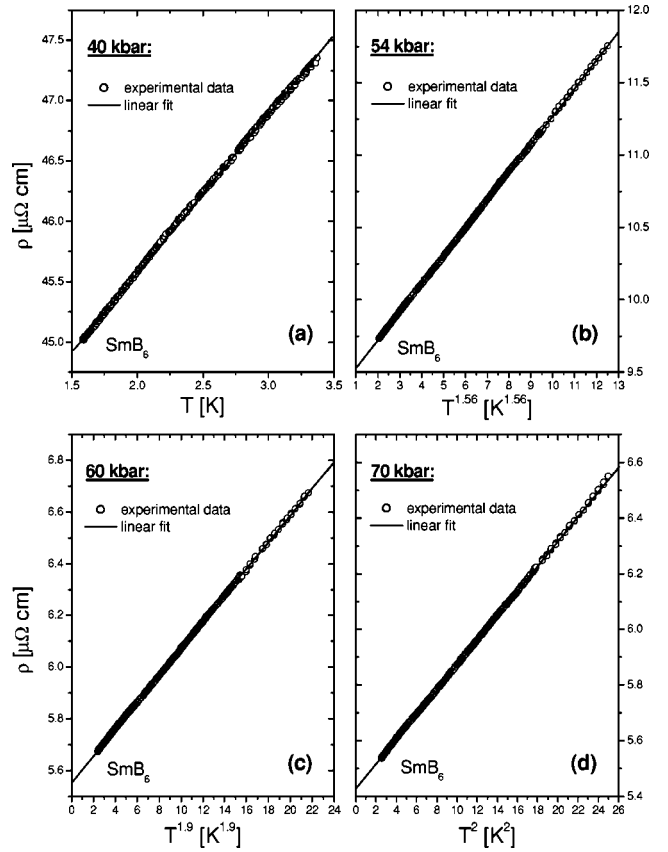 40 kbar:
experimental data
linear fit
SmB₆
(a)
47.5
47.0
46.5
46.0
45.5
45.0
ρ [μΩ cm]
1.5 2.0 2.5 3.0 3.5
T [K]
54 kbar:
experimental data
linear fit
SmB₆
(b)
12.0
11.5
11.0
10.5
10.0
9.5
0 1 2 3 4 5 6 7 8 9 10 11 12 13
T¹·⁵⁶ [K¹·⁵⁶]
60 kbar:
experimental data
linear fit
SmB₆
(c)
6.8
6.6
6.4
6.2
6.0
5.8
5.6
ρ [μΩ cm]
0 2 4 6 8 10 12 14 16 18 20 22 24
T¹·⁹ [K¹·⁹]
70 kbar:
experimental data
linear fit
SmB₆
(d)
6.6
6.4
6.2
6.0
5.8
5.6
5.4
0 2 4 6 8 10 12 14 16 18 20 22 24 26
T² [K²]